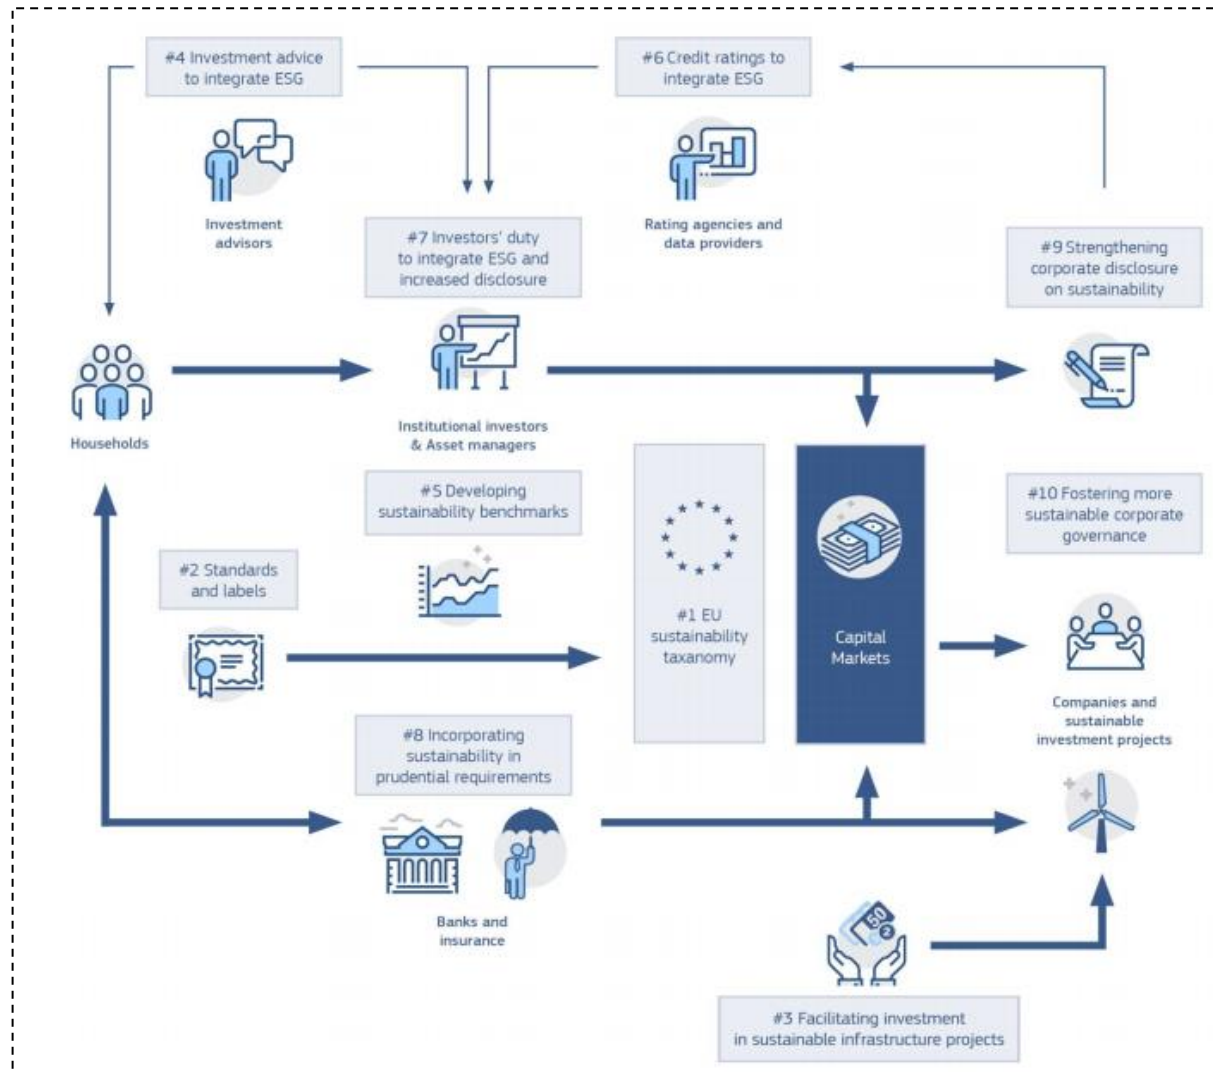 #4 Investment advice
to integrate ESG
#6 Credit ratings to
integrate ESG
Investment
advisors
#7 Investors' duty
to integrate ESG and
increased disclosure
Rating agencies and
data providers
#9 Strengthening
corporate disclosure
on sustainability
Households
Institutional investors
& Asset managers
#5 Developing
sustainability benchmarks
#10 Fostering more
sustainable corporate
governance
#2 Standards
and labels
#1 EU
sustainability
taxanomy
Capital
Markets
Companies and
sustainable
investment projects
#8 Incorporating
sustainability in
prudential requirements
Banks and
insurance
50
2
#3 Facilitating investment
in sustainable infrastructure projects